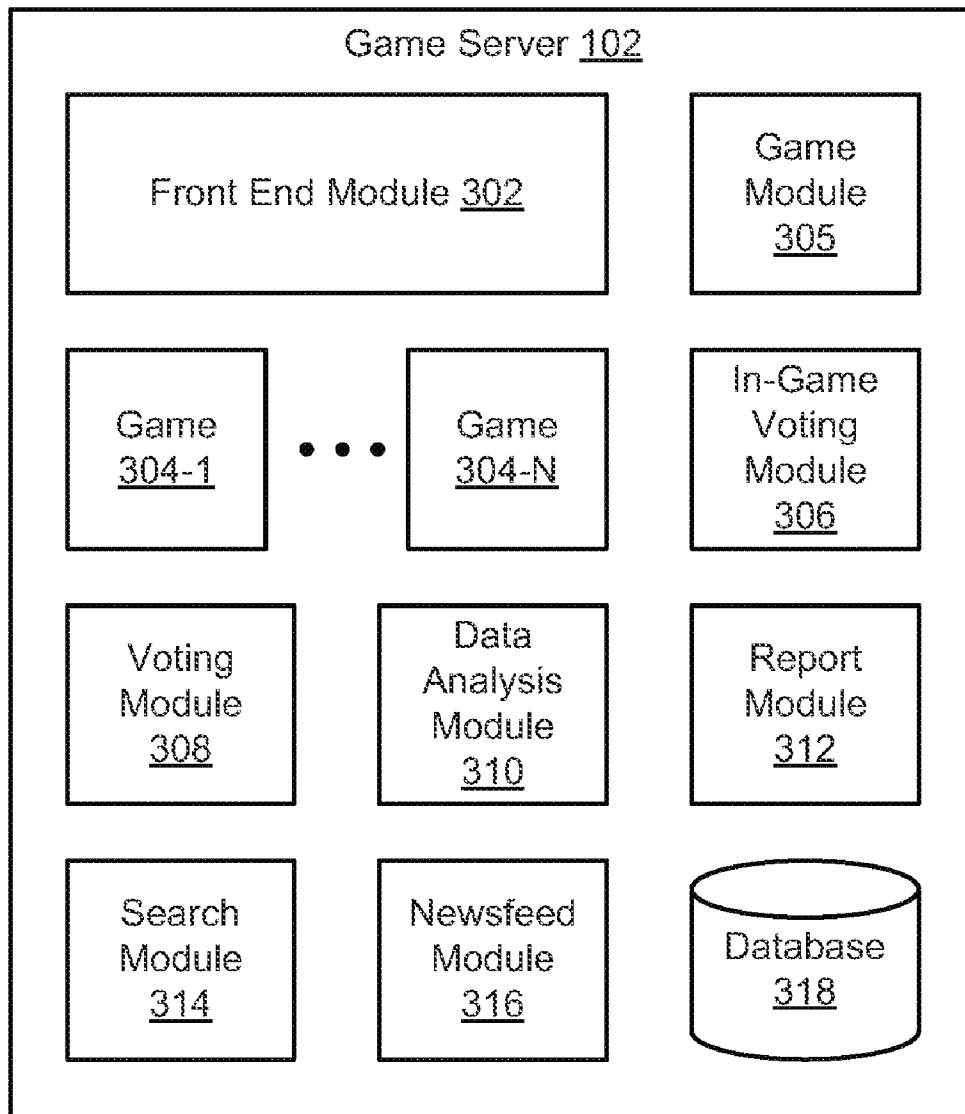 Game Server 102
Front End Module 302
Game
Module
305
Game
304-1
Game
304-N
In-Game
Voting
Module
306
Voting
Module
308
Data
Analysis
Module
310
Report
Module
312
Search
Module
314
Newsfeed
Module
316
Database
318